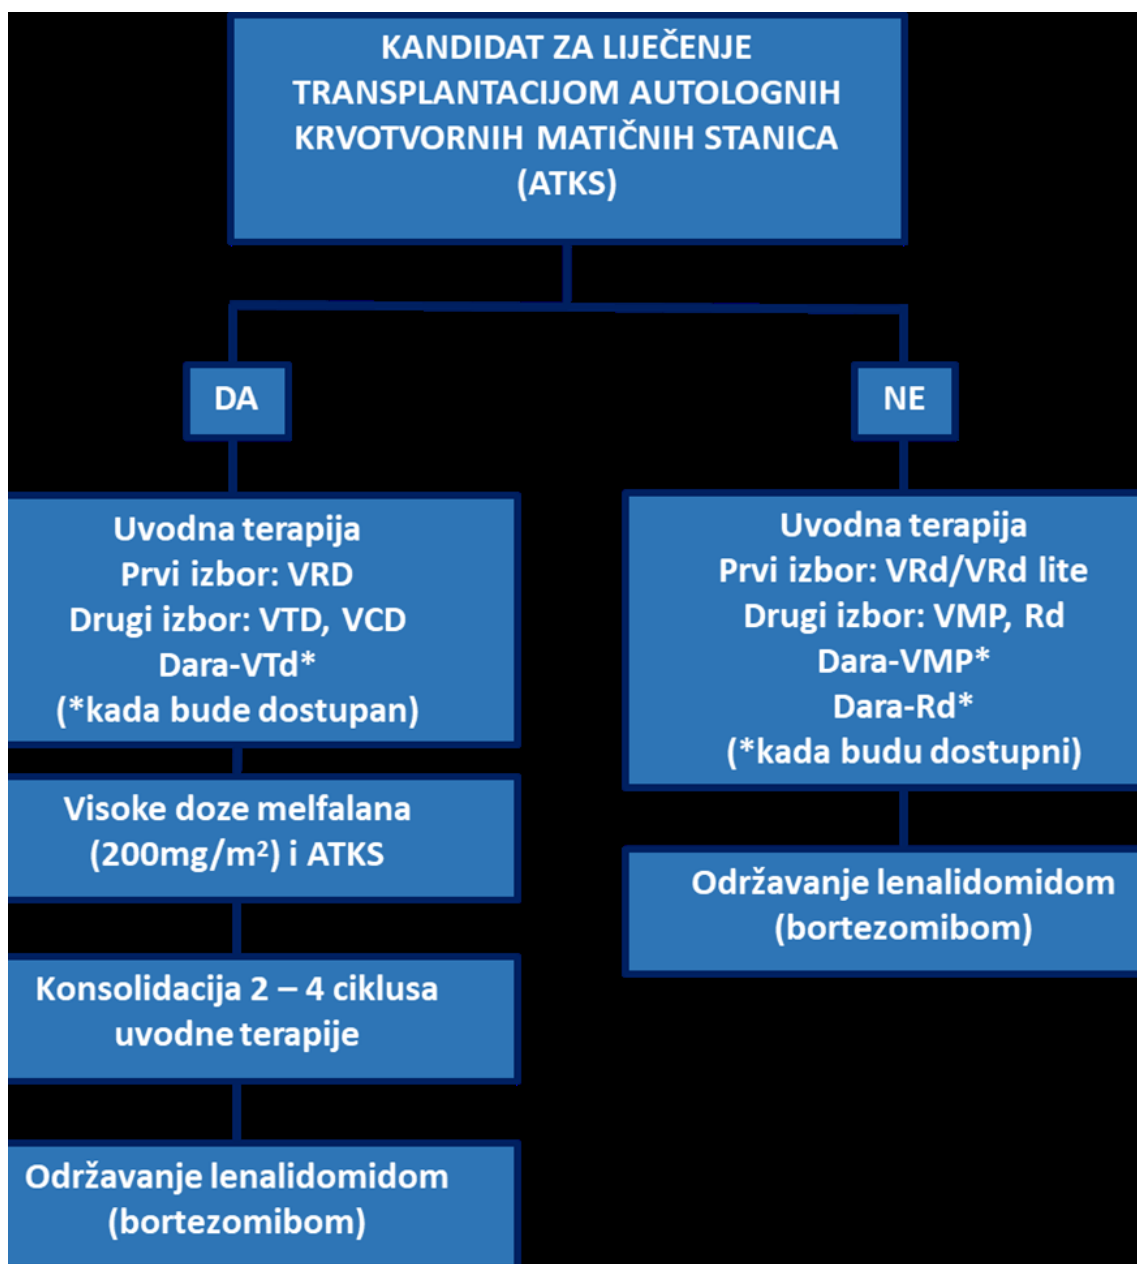 KANDIDAT ZA LIJEČENJE
TRANSPLANTACIJOM AUTOLOGNIH
KRVOTVORNIH MATIČNIH STANICA
(ATKS)
DA
NE
Uvodna terapija
Prvi izbor: VRD
Drugi izbor: VTD, VCD
Dara-VTd*
(*kada bude dostupan)
Uvodna terapija
Prvi izbor: VRd/VRd lite
Drugi izbor: VMP, Rd
Dara-VMP*
Dara-Rd*
(*kada budu dostupni)
Visoke doze melfalana
(200mg/m²) i ATKS
Održavanje lenalidomidom
(bortezomibom)
Konsolidacija 2 – 4 ciklusa
uvodne terapije
Održavanje lenalidomidom
(bortezomibom)